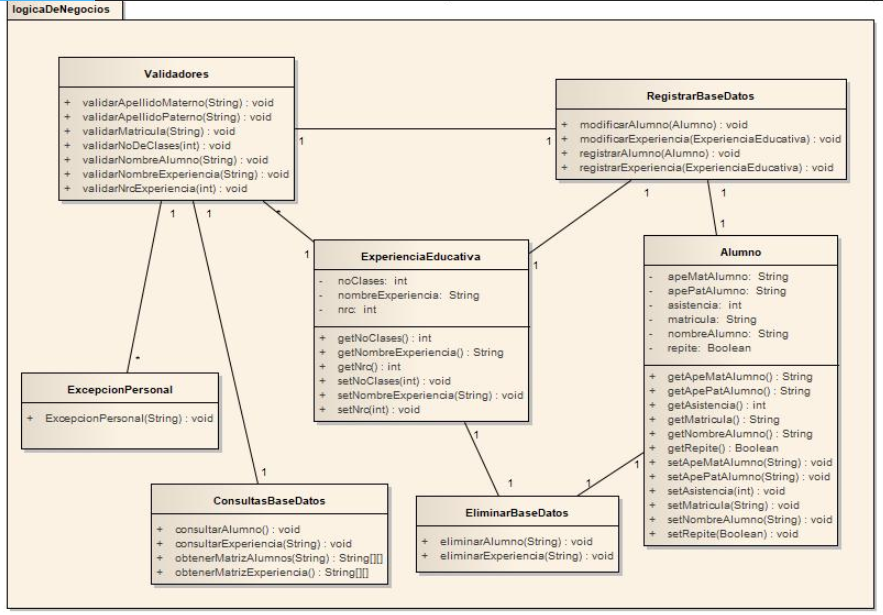 logicaDeNegocios
Validadores
+ validarApellidoMaterno(String) : void
+ validarApellidoPaterno(String) : void
+ validarMatricula(String) : void
+ validarNoDeClases(int) : void
+ validarNombreAlumno(String) : void
+ validarNombreExperiencia(String) : void
+ validarNrcExperiencia(int) : void
RegistrarBaseDatos
+ modificarAlumno(Alumno) : void
+ modificarExperiencia(ExperienciaEducativa) : void
+ registrarAlumno(Alumno) : void
+ registrarExperiencia(ExperienciaEducativa) : void
1
1
1
1
*
1
1
1
1
1
ExperienciaEducativa
- noClases: int
- nombreExperiencia: String
- nrc: int
+ getNoClases() : int
+ getNombreExperiencia() : String
+ getNrc() : int
+ setNoClases(int) : void
+ setNombreExperiencia(String) : void
+ setNrc(int) : void
Alumno
- apeMatAlumno: String
- apePatAlumno: String
- asistencia: int
- matricula: String
- nombreAlumno: String
- repite: Boolean
+ getApeMatAlumno() : String
+ getApePatAlumno() : String
+ getAsistencia() : int
+ getMatricula() : String
+ getNombreAlumno() : String
+ getRepite() : Boolean
+ setApeMatAlumno(String) : void
+ setApePatAlumno(String) : void
+ setAsistencia(int) : void
+ setMatricula(String) : void
+ setNombreAlumno(String) : void
+ setRepite(Boolean) : void
*
ExcepcionPersonal
+ ExcepcionPersonal(String) : void
1
1
1
1
1
ConsultasBaseDatos
+ consultarAlumno() : void
+ consultarExperiencia(String) : void
+ obtenerMatrizAlumnos(String) : String[][]
+ obtenerMatrizExperiencia() : String[][]
EliminarBaseDatos
+ eliminarAlumno(String) : void
+ eliminarExperiencia(String) : void